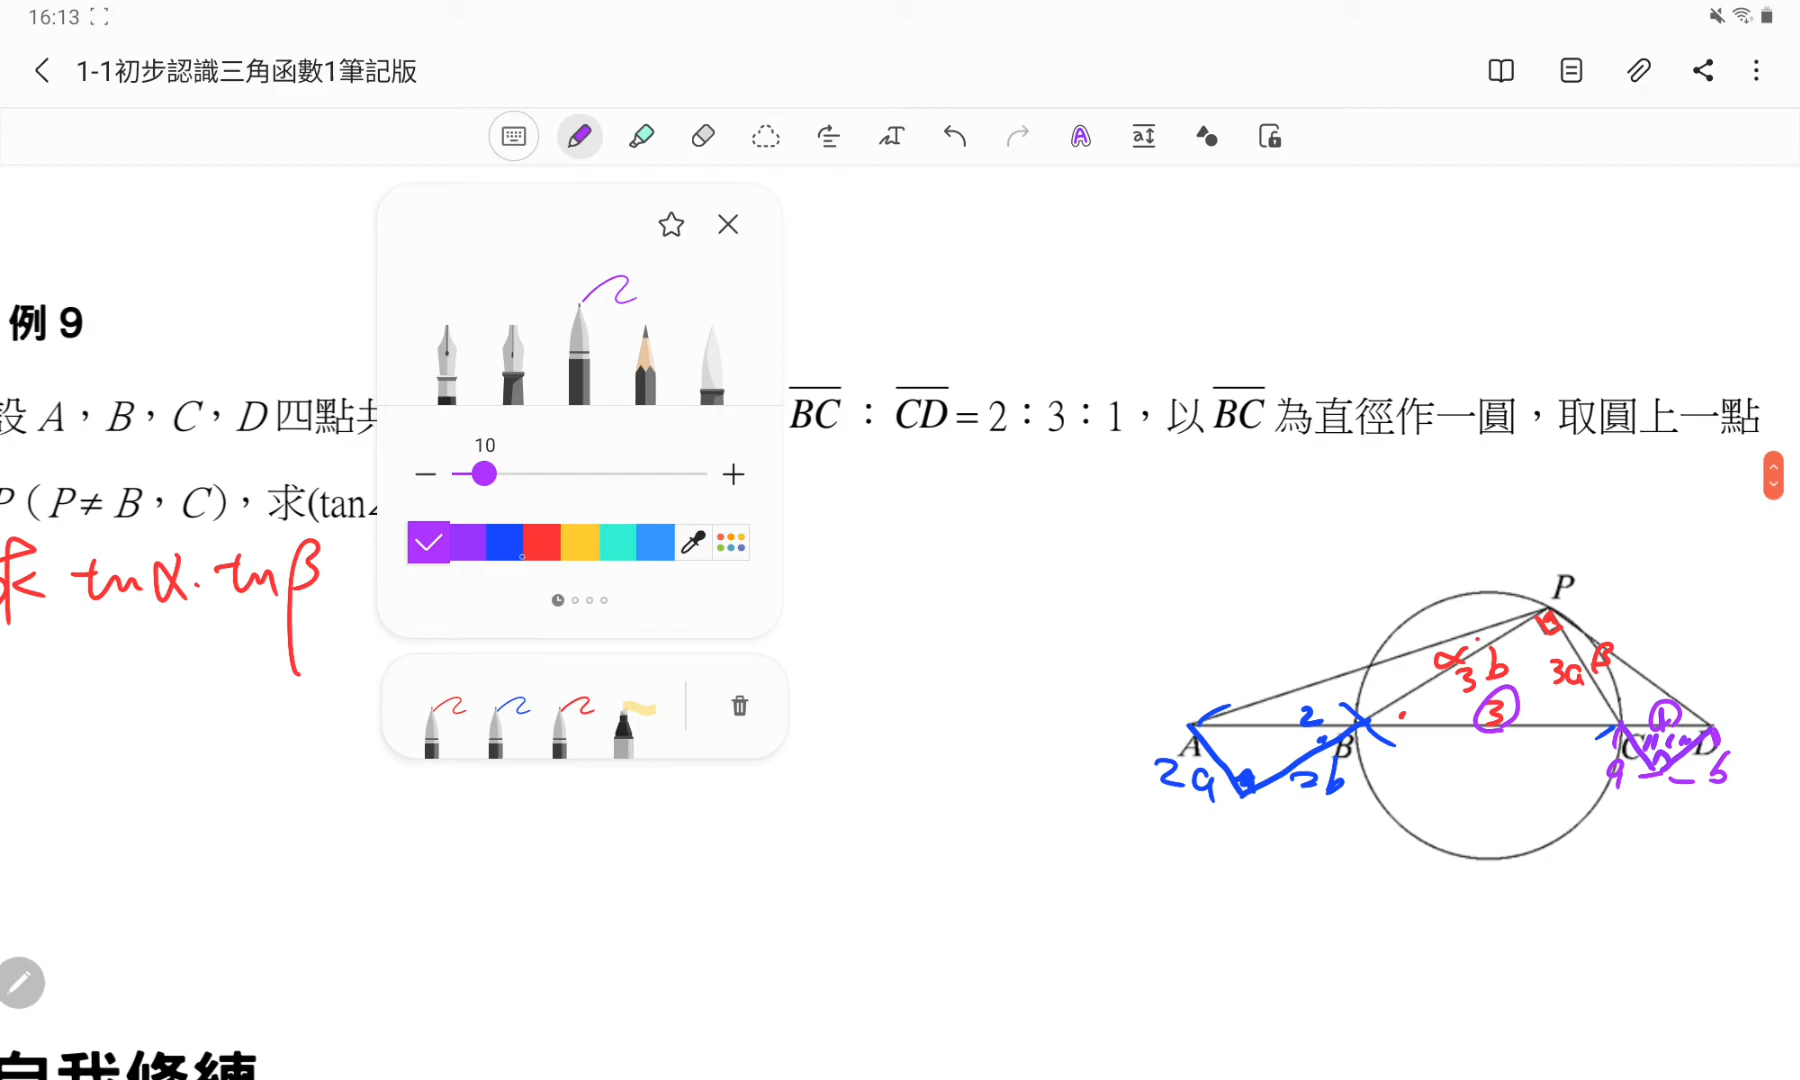 16:13
1-1初步認識三角函數1筆記版
例 9
10
設 A,B,C,D四點共 BC : CD = 2:3:1,以 BC 為直徑作一圓,取圓上一點
P(P≠ B,C),求(tan∠
求 tanα. tanβ
P
α β
3b 3a
2 3 1
A B C D
2a 2b a b
自我修練